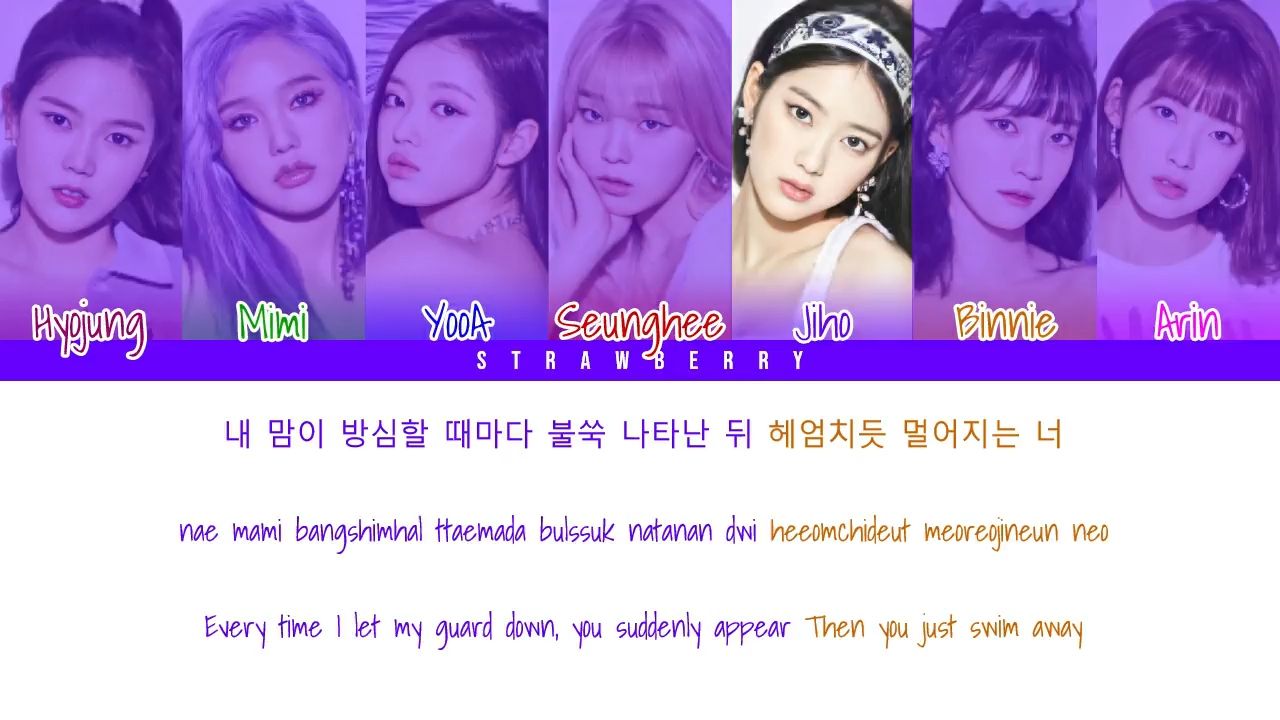 Hyojung Mimi YooA Seunghee Jiho Binnie Arin
STRAWBERRY
내 맘이 방심할 때마다 불쑥 나타난 뒤 헤엄치듯 멀어지는 너
nae mami bangshimhal ttaemada bulssuk natanan dwi heeomchideut meoreojineun neo
Every time I let my guard down, you suddenly appear Then you just swim away